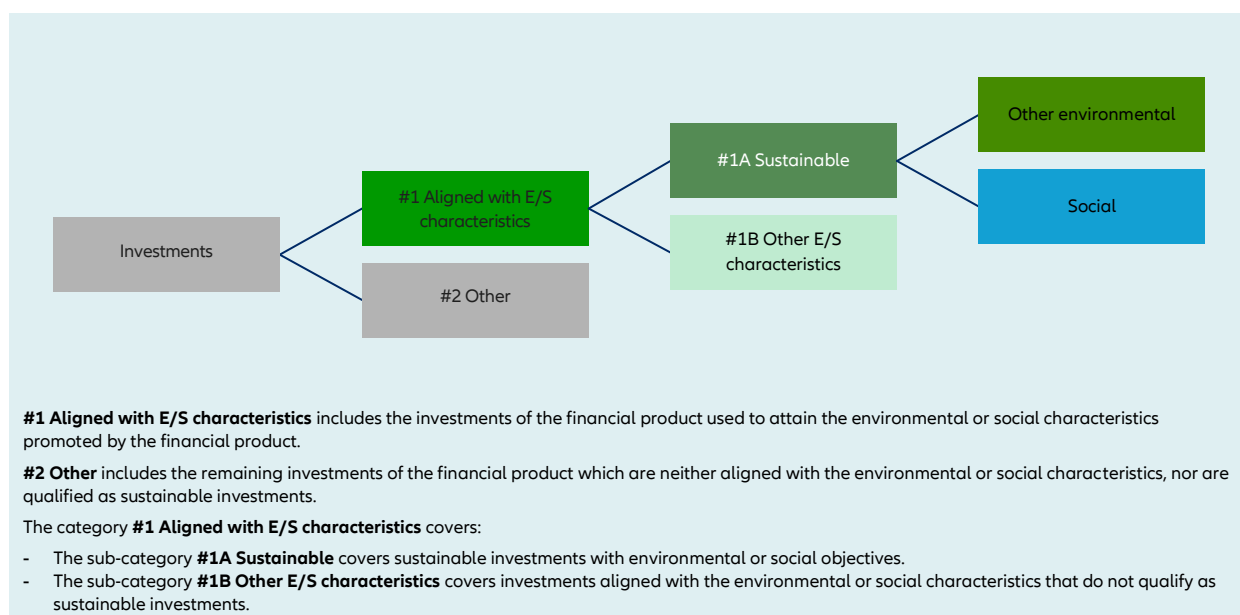 Other environmental
#1A Sustainable
#1 Aligned with E/S
characteristics
Social
Investments
#1B Other E/S
characteristics
#2 Other
#1 Aligned with E/S characteristics includes the investments of the financial product used to attain the environmental or social characteristics
promoted by the financial product.
#2 Other includes the remaining investments of the financial product which are neither aligned with the environmental or social characteristics, nor are
qualified as sustainable investments.
The category #1 Aligned with E/S characteristics covers:
- The sub-category #1A Sustainable covers sustainable investments with environmental or social objectives.
- The sub-category #1B Other E/S characteristics covers investments aligned with the environmental or social characteristics that do not qualify as
sustainable investments.